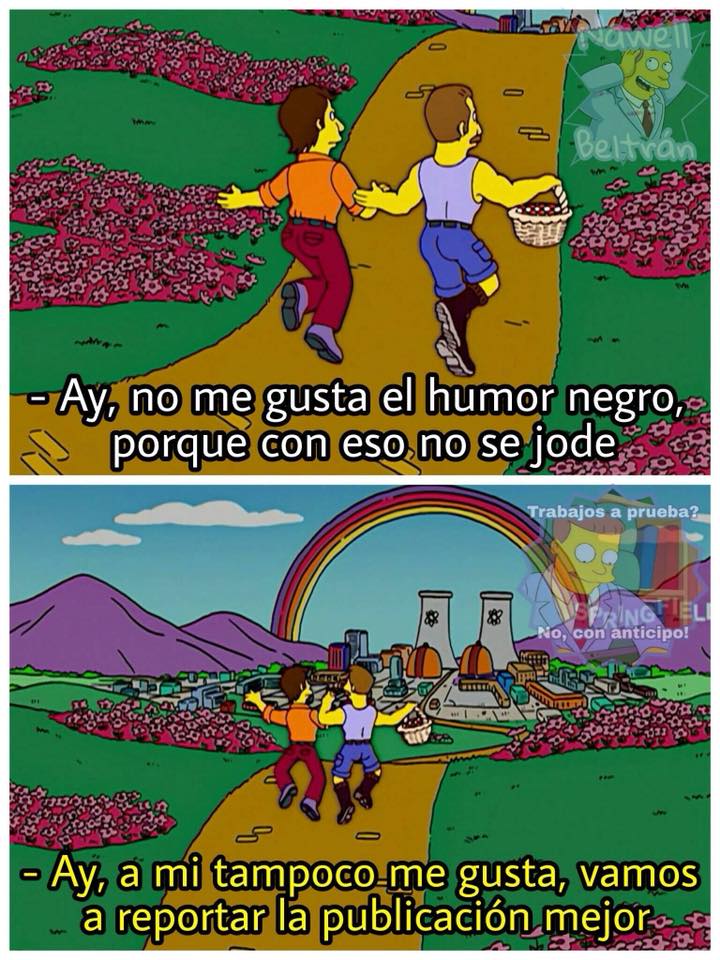 Nawell
Beltrán
- Ay, no me gusta el humor negro,
porque con eso no se jode
Trabajos a prueba?
SPRINGFIEL
No, con anticipo!
- Ay, a mi tampoco me gusta, vamos
a reportar la publicación mejor